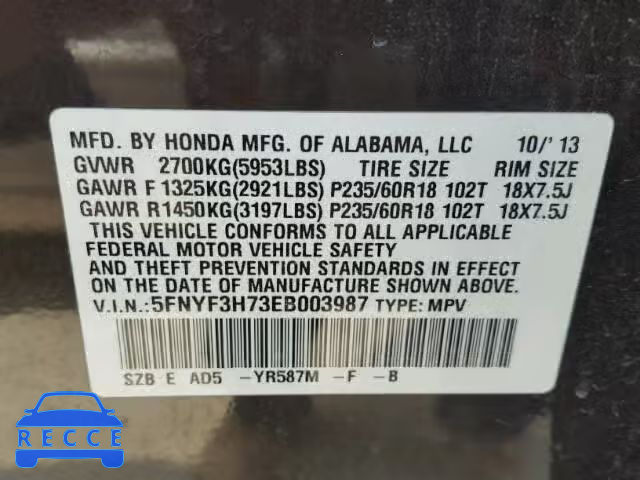 MFD. BY HONDA MFG. OF ALABAMA, LLC 10/'13
GVWR 2700KG(5953LBS) TIRE SIZE RIM SIZE
GAWR F 1325KG(2921LBS) P235/60R18 102T 18X7.5J
GAWR R1450KG(3197LBS) P235/60R18 102T 18X7.5J
THIS VEHICLE CONFORMS TO ALL APPLICABLE
FEDERAL MOTOR VEHICLE SAFETY
AND THEFT PREVENTION STANDARDS IN EFFECT
ON THE DATE OF MANUFACTURE SHOWN ABOVE.
V.I.N.:5FNYF3H73EB003987 TYPE: MPV
SZB E AD5 -YR587M -F -B
AUTO.INFO